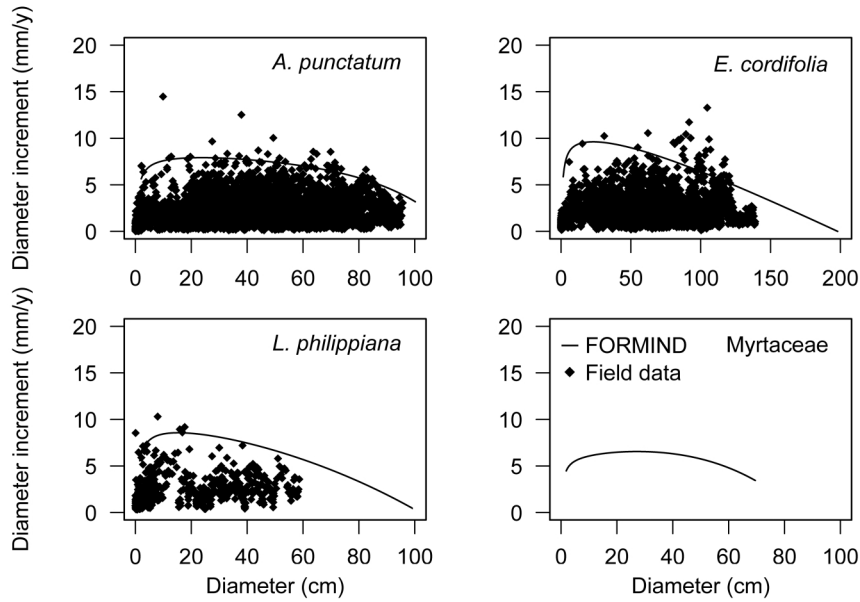 Diameter increment (mm/y)
20
15
10
5
0
A. punctatum
0 20 40 60 80 100
20
15
10
5
0
E. cordifolia
0 50 100 150 200
Diameter increment (mm/y)
20
15
10
5
0
L. philippiana
0 20 40 60 80 100
Diameter (cm)
20
15
10
5
0
FORMIND Myrtaceae
Field data
0 20 40 60 80 100
Diameter (cm)